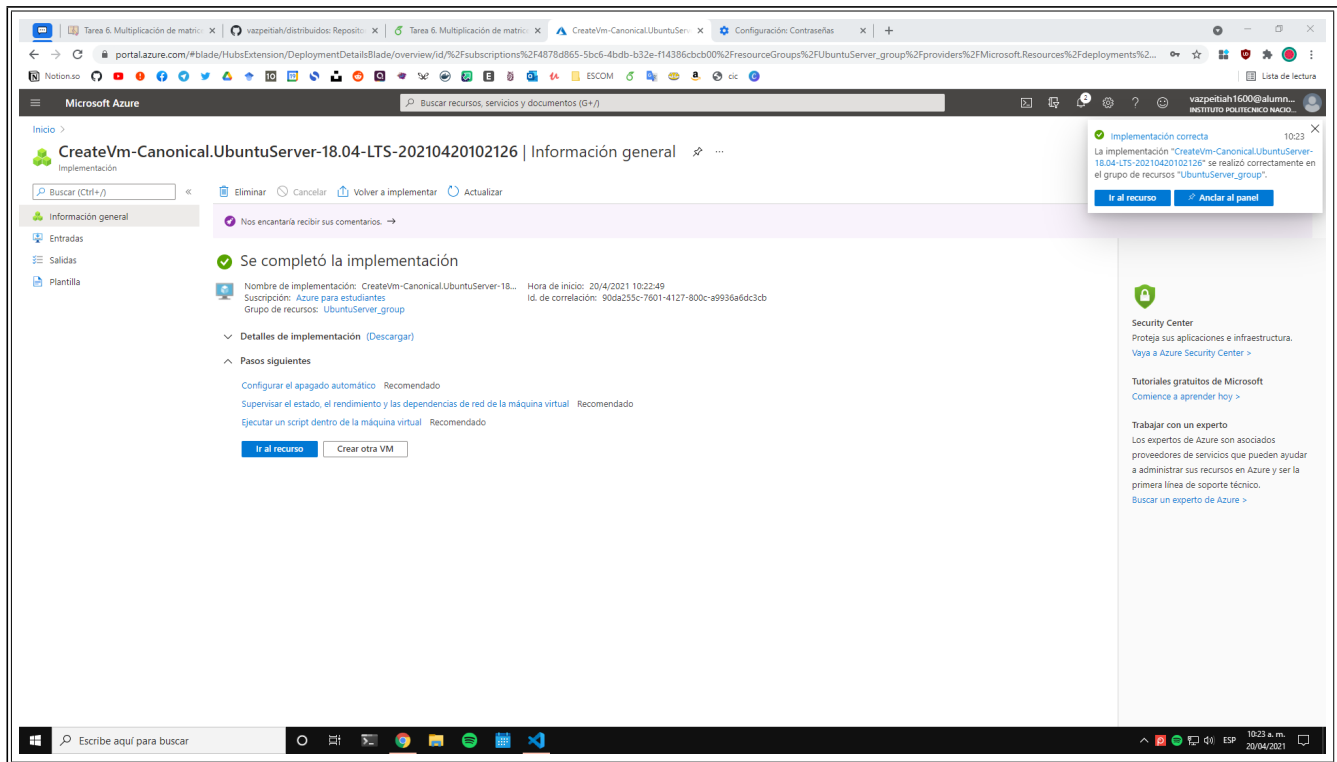 Tarea 6. Multiplicación de matric
vazpeitiah/distribuidos: Reposito
Tarea 6. Multiplicación de matric
CreateVm-Canonical.UbuntuServ
Configuración: Contraseñas
portal.azure.com/#blade/HubsExtension/DeploymentDetailsBlade/overview/id/%2Fsubscriptions%2F4878d865-5bc6-4bdb-b32e-f14386cbcb00%2FresourceGroups%2FUbuntuServer_group%2Fproviders%2FMicrosoft.Resources%2Fdeployments%2...
Notion.so
ESCOM
cic
Lista de lectura
Microsoft Azure
Buscar recursos, servicios y documentos (G+/)
vazpeitiah1600@alumn...
INSTITUTO POLITECNICO NACIO...
Inicio >
CreateVm-Canonical.UbuntuServer-18.04-LTS-20210420102126 | Información general
Implementación
Implementación correcta 10:23
La implementación "CreateVm-Canonical.UbuntuServer-
18.04-LTS-20210420102126" se realizó correctamente en
el grupo de recursos "UbuntuServer_group".
Ir al recurso
Anclar al panel
Buscar (Ctrl+/)
Eliminar
Cancelar
Volver a implementar
Actualizar
Información general
Entradas
Salidas
Plantilla
Nos encantaría recibir sus comentarios. →
Se completó la implementación
Nombre de implementación: CreateVm-Canonical.UbuntuServer-18...
Suscripción: Azure para estudiantes
Grupo de recursos: UbuntuServer_group
Hora de inicio: 20/4/2021 10:22:49
Id. de correlación: 90da255c-7601-4127-800c-a9936a6dc3cb
Detalles de implementación (Descargar)
Pasos siguientes
Configurar el apagado automático Recomendado
Supervisar el estado, el rendimiento y las dependencias de red de la máquina virtual Recomendado
Ejecutar un script dentro de la máquina virtual Recomendado
Ir al recurso
Crear otra VM
Security Center
Proteja sus aplicaciones e infraestructura.
Vaya a Azure Security Center >
Tutoriales gratuitos de Microsoft
Comience a aprender hoy >
Trabajar con un experto
Los expertos de Azure son asociados
proveedores de servicios que pueden ayudar
a administrar sus recursos en Azure y ser la
primera línea de soporte técnico.
Buscar un experto de Azure >
Escribe aquí para buscar
ESP
10:23 a. m.
20/04/2021